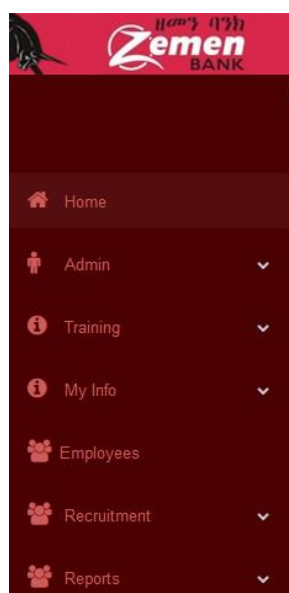 ዘመን ባንክ
Zemen
BANK
Home
Admin
Training
My Info
Employees
Recruitment
Reports